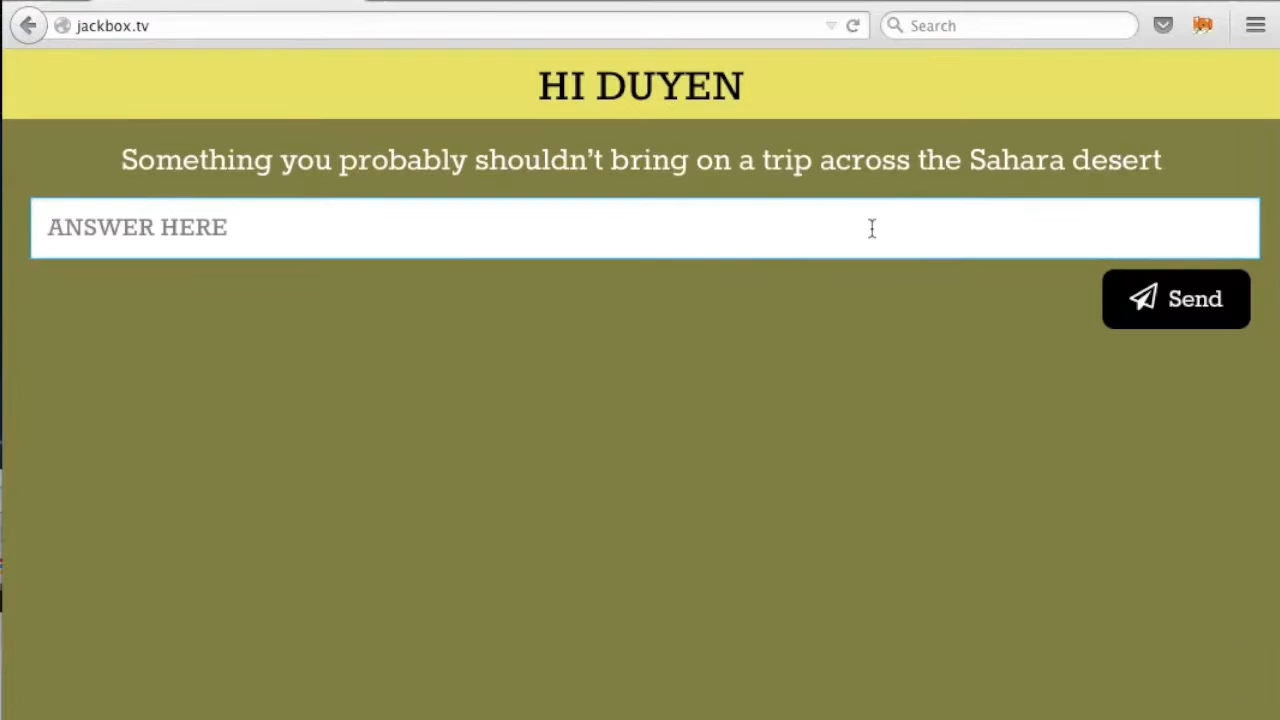 jackbox.tv
Search
HI DUYEN
Something you probably shouldn't bring on a trip across the Sahara desert
ANSWER HERE
Send